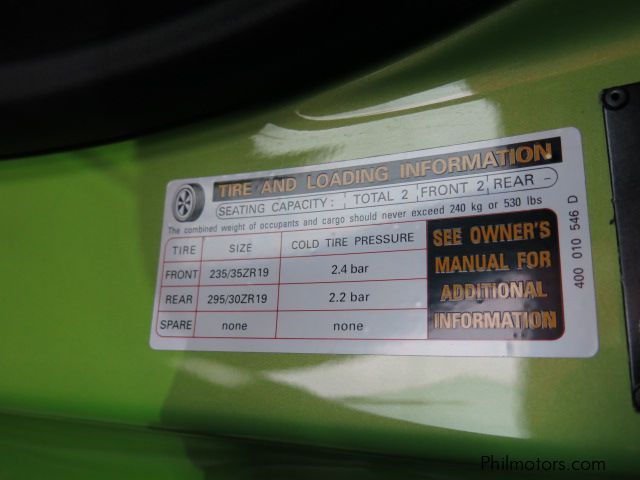 TIRE AND LOADING INFORMATION
SEATING CAPACITY: TOTAL 2 FRONT 2 REAR -
The combined weight of occupants and cargo should never exceed 240 kg or 530 lbs
TIRE SIZE COLD TIRE PRESSURE
FRONT 235/35ZR19 2.4 bar
REAR 295/30ZR19 2.2 bar
SPARE none none
SEE OWNER'S
MANUAL FOR
ADDITIONAL
INFORMATION
400 010 546 D
Philmotors.com